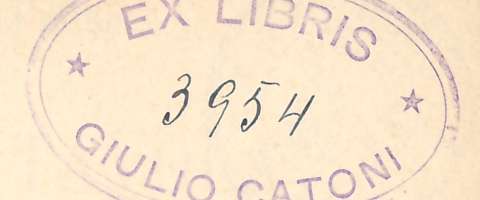 EX LIBRIS
3954
GIULIO CATONI